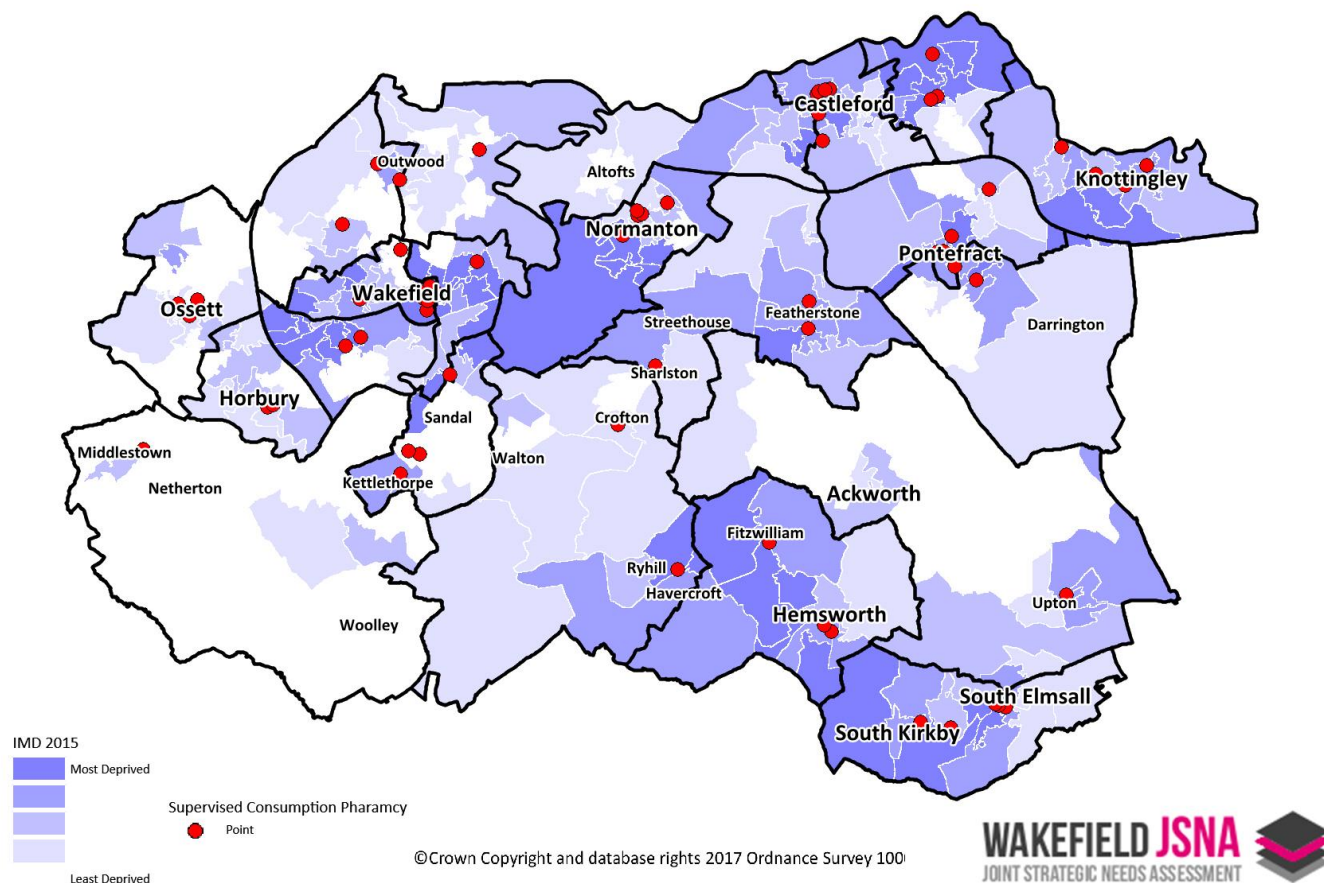 Castleford
Outwood
Altofts
Knottingley
Normanton
Pontefract
Wakefield
Ossett
Featherstone
Streethouse
Darrington
Sharlston
Horbury
Sandal
Crofton
Middlestown
Walton
Netherton
Kettlethorpe
Ackworth
Fitzwilliam
Ryhill
Havercroft
Upton
Hemsworth
Woolley
South Elmsall
South Kirkby
IMD 2015
Most Deprived
Least Deprived
Supervised Consumption Pharamcy
Point
©Crown Copyright and database rights 2017 Ordnance Survey 100
WAKEFIELD JSNA
JOINT STRATEGIC NEEDS ASSESSMENT